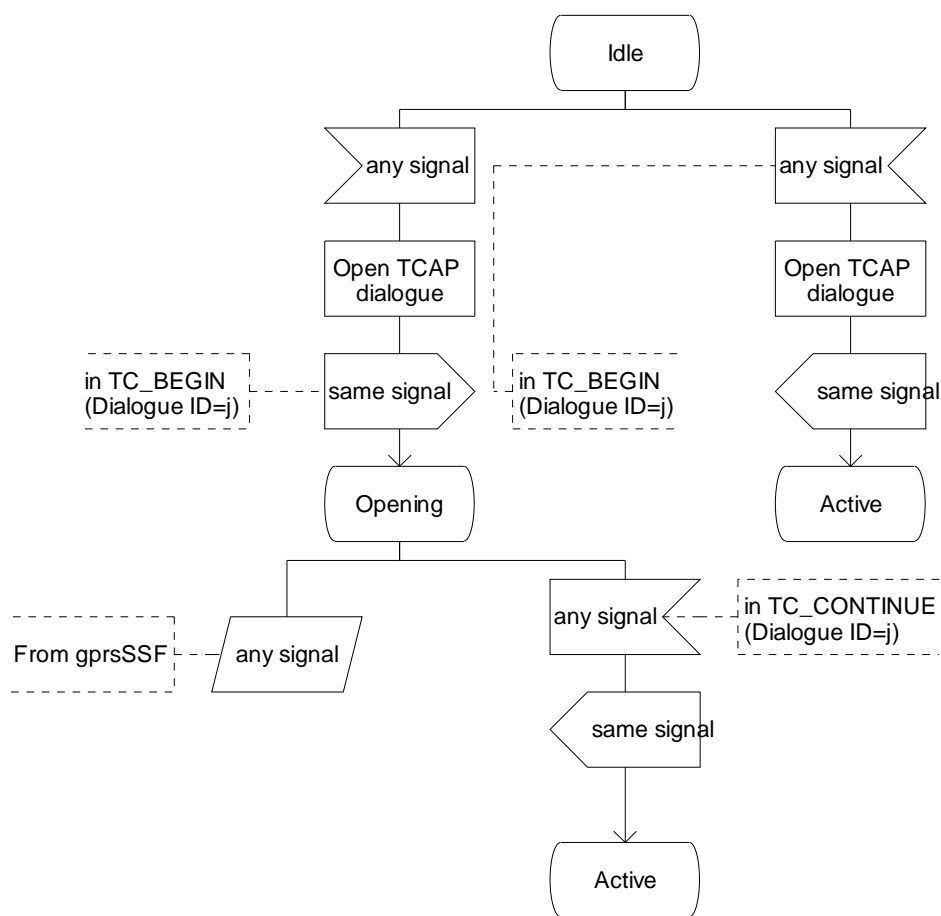 Idle
any signal
any signal
Open TCAP
dialogue
Open TCAP
dialogue
in TC_BEGIN
(Dialogue ID=j)
same signal
in TC_BEGIN
(Dialogue ID=j)
same signal
Opening
Active
any signal
in TC_CONTINUE
(Dialogue ID=j)
From gprsSSF
any signal
same signal
Active